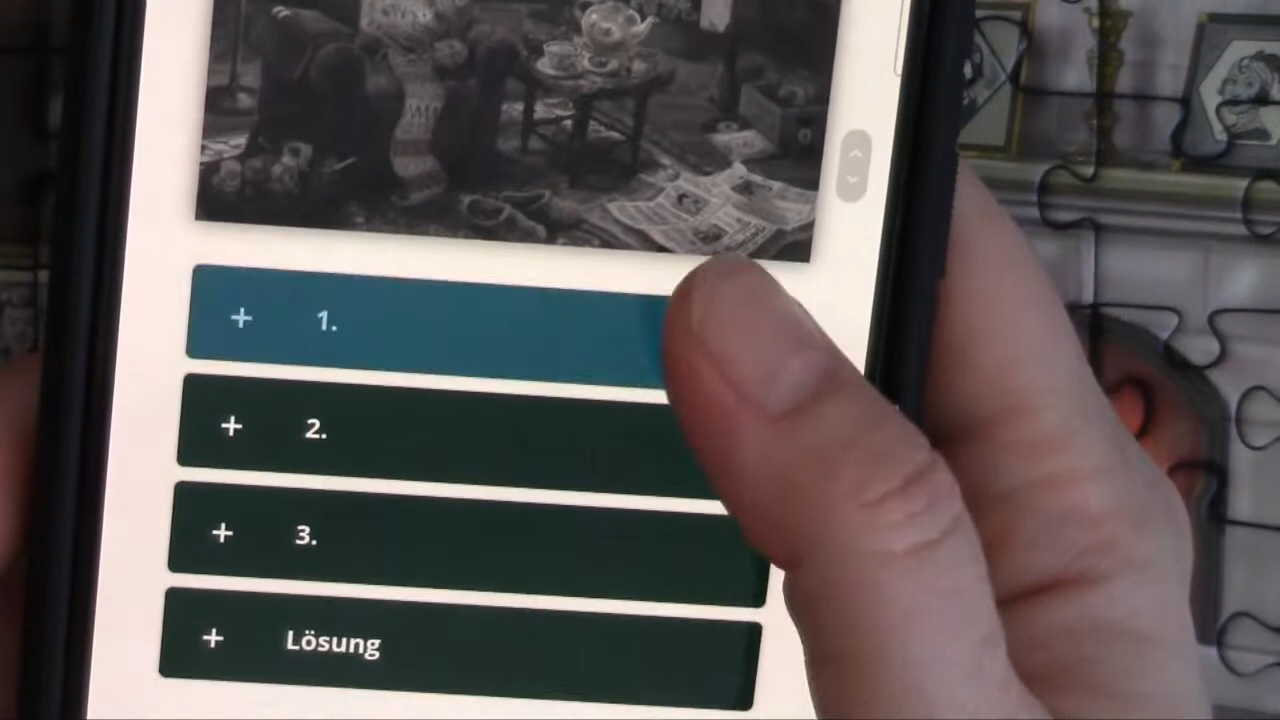 + 1.
+ 2.
+ 3.
+ Lösung